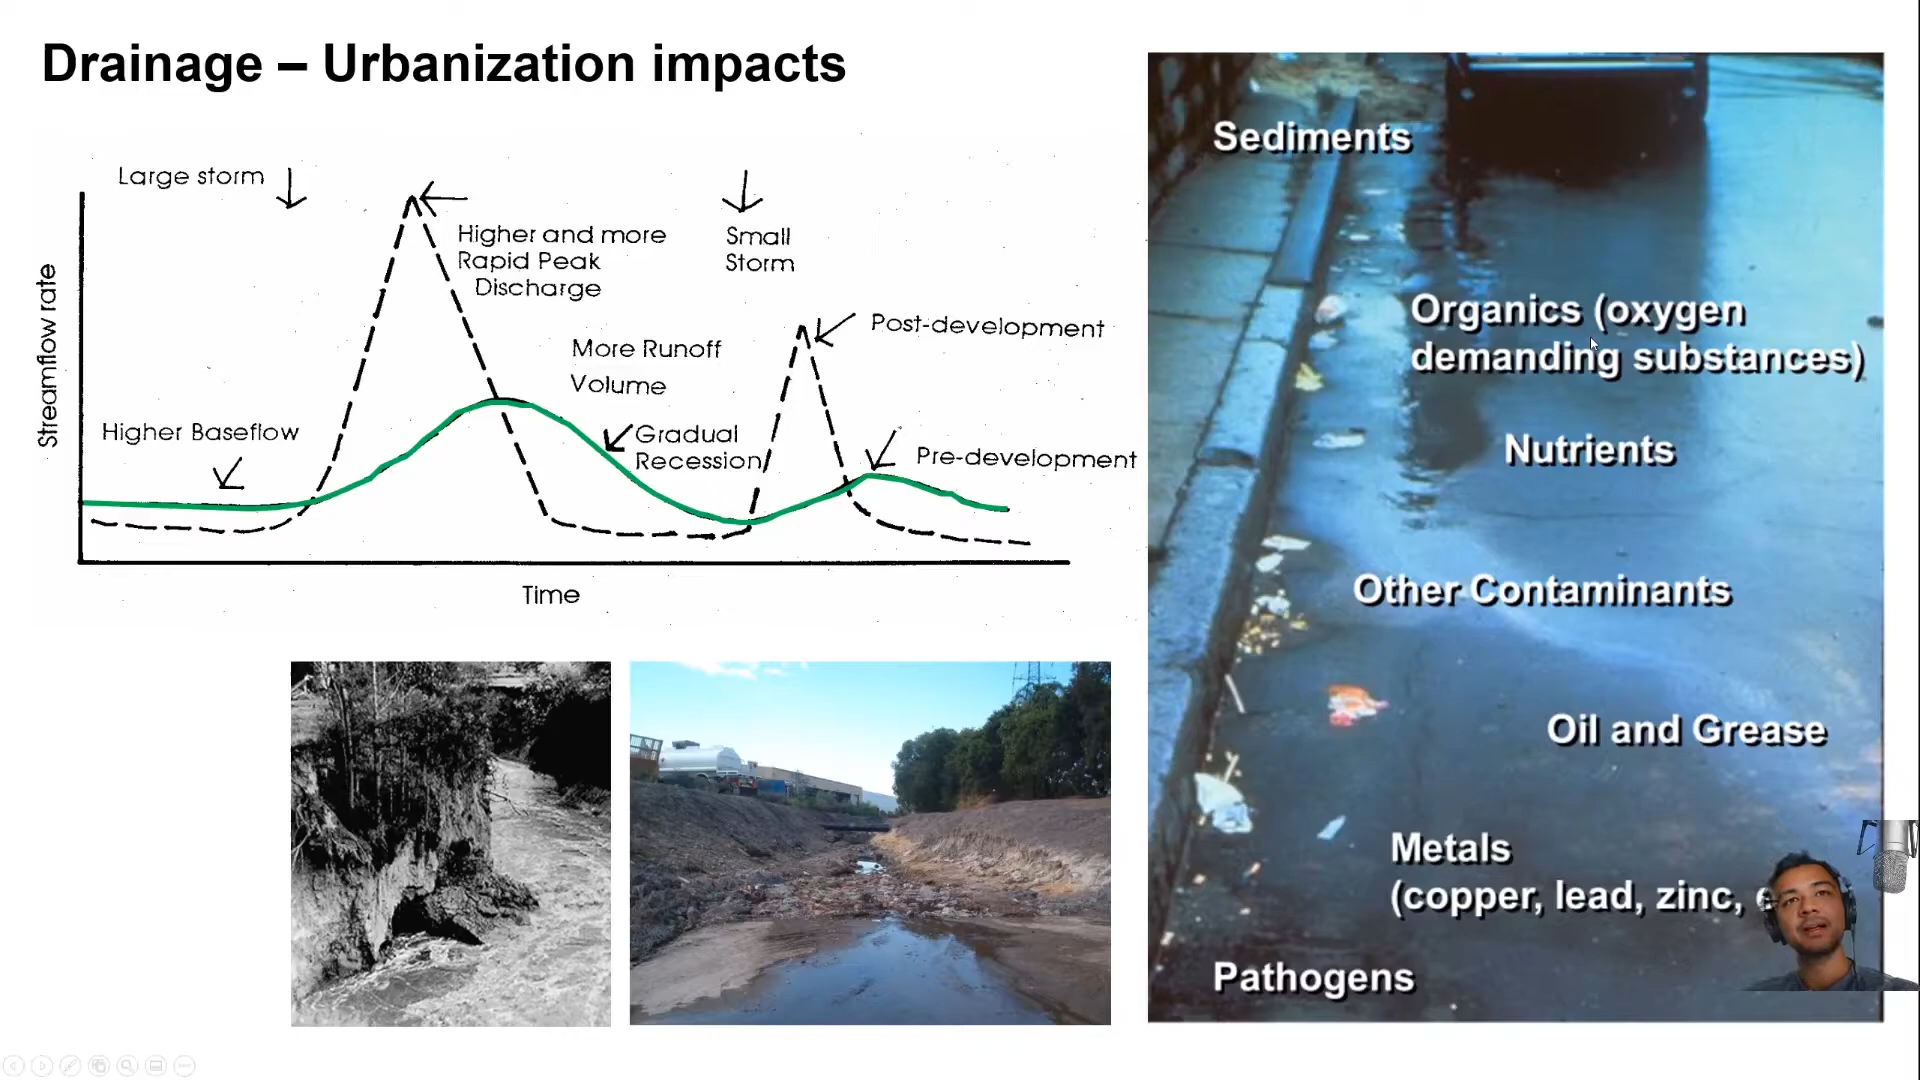 Drainage – Urbanization impacts
Large storm
Higher and more
Rapid Peak
Discharge
Small
Storm
Post-development
More Runoff
Volume
Higher Baseflow
Gradual
Recession
Pre-development
Streamflow rate
Time
Sediments
Organics (oxygen
demanding substances)
Nutrients
Other Contaminants
Oil and Grease
Metals
(copper, lead, zinc,
Pathogens